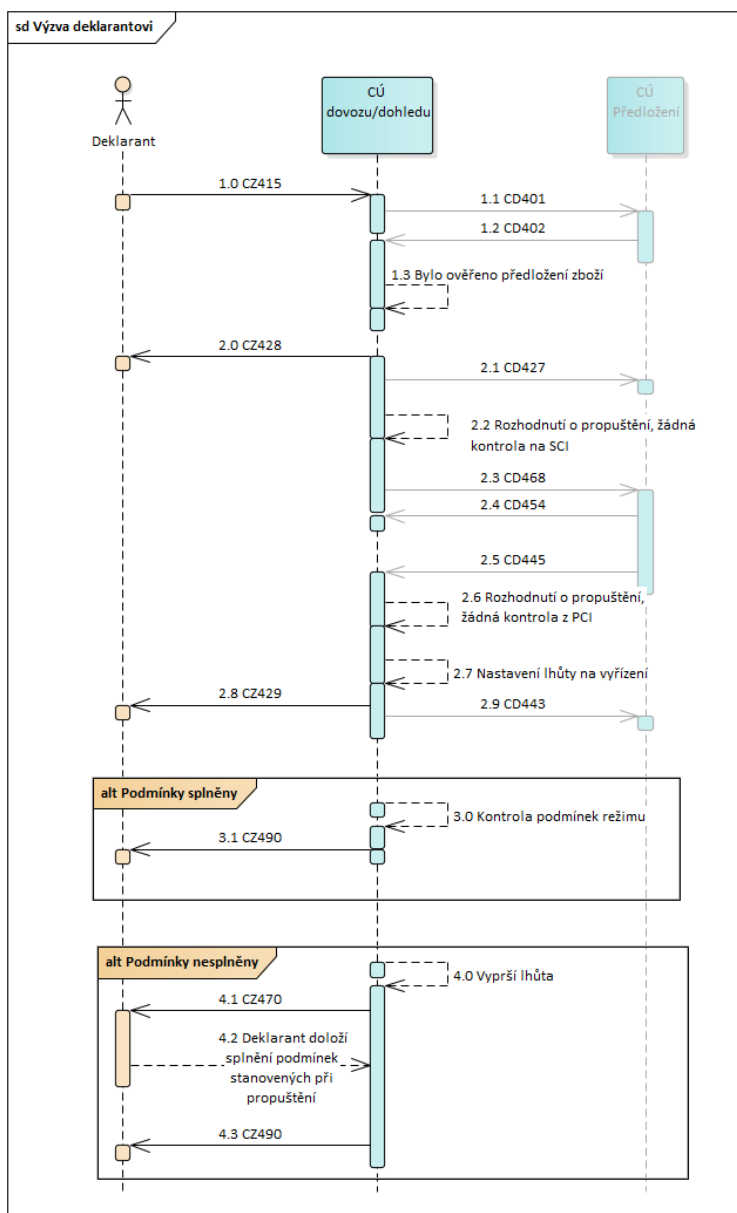 sd Výzva deklarantovi
Deklarant
CÚ
dovozu/dohledu
CÚ
Předložení
1.0 CZ415
1.1 CD401
1.2 CD402
1.3 Bylo ověřeno předložení zboží
2.0 CZ428
2.1 CD427
2.2 Rozhodnutí o propuštění, žádná
kontrola na SCI
2.3 CD468
2.4 CD454
2.5 CD445
2.6 Rozhodnutí o propuštění,
žádná kontrola z PCI
2.7 Nastavení lhůty na vyřízení
2.8 CZ429
2.9 CD443
alt Podmínky splněny
3.0 Kontrola podmínek režimu
3.1 CZ490
alt Podmínky nesplněny
4.0 Vyprší lhůta
4.1 CZ470
4.2 Deklarant doloží
splnění podmínek
stanovených při
propuštění
4.3 CZ490